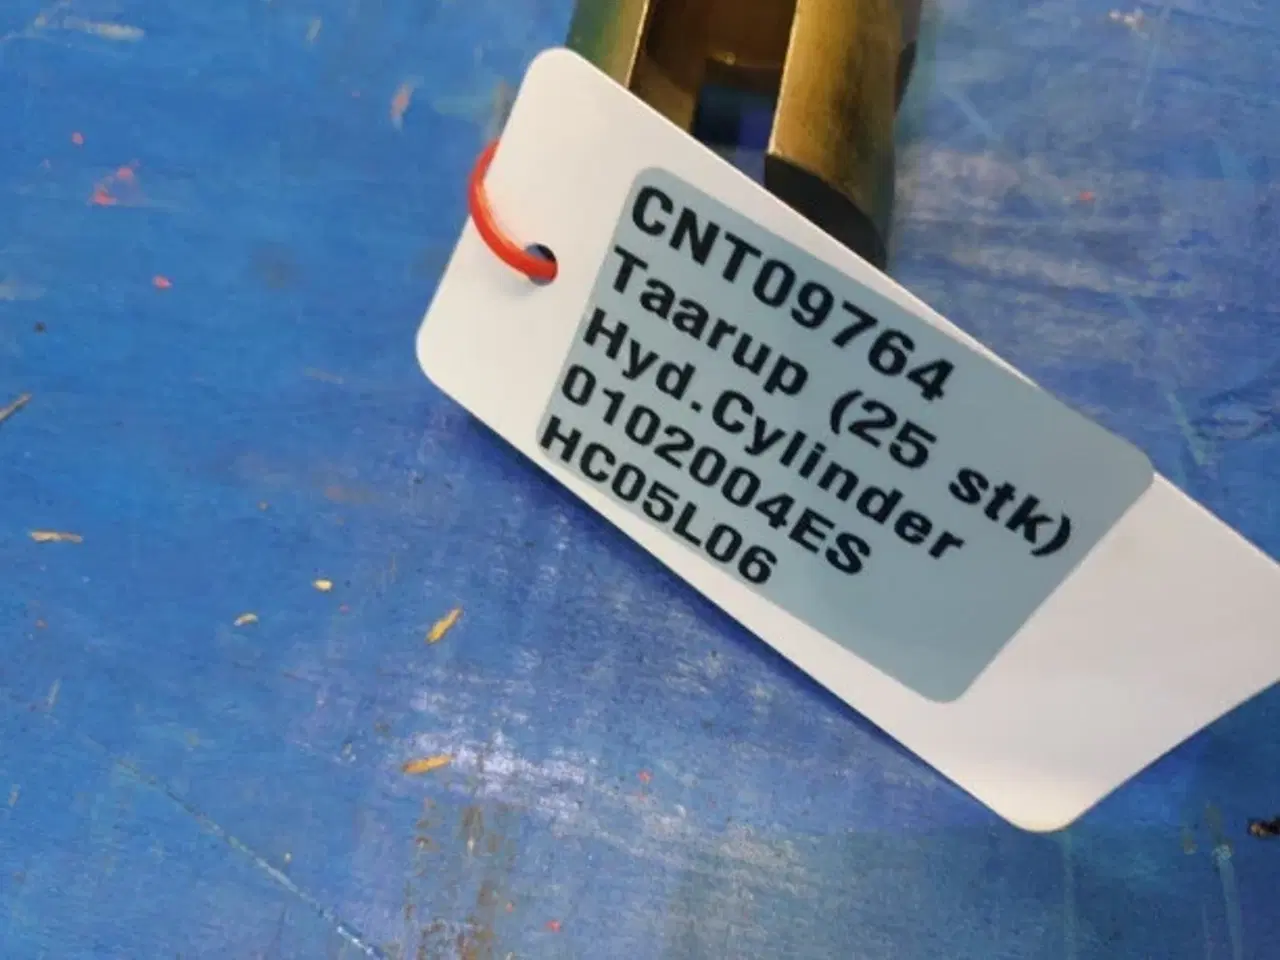 CNT09764
Taarup (25 stk)
Hyd.Cylinder
0102004ES
HC05L06